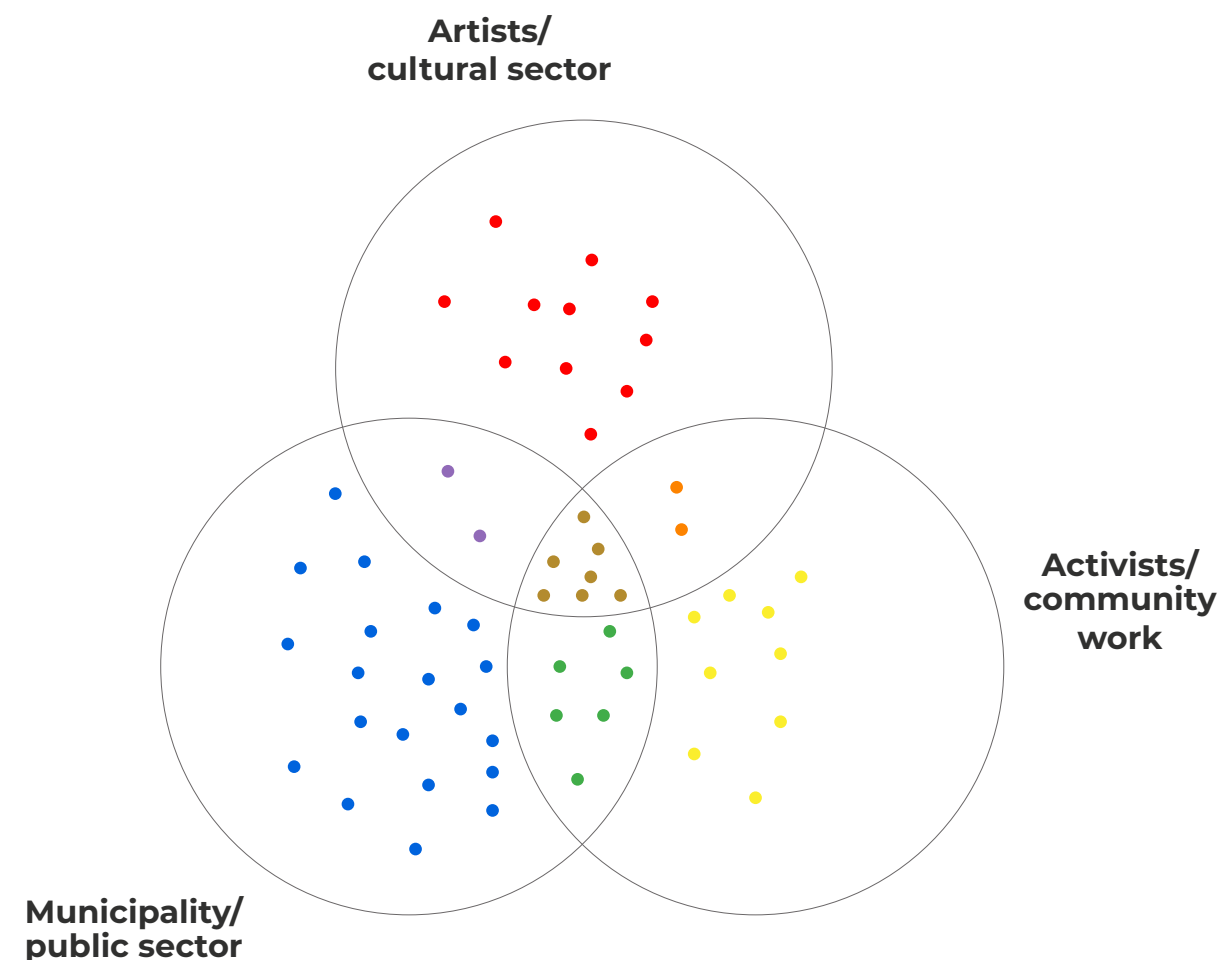 Artists/
cultural sector
Activists/
community
work
Municipality/
public sector